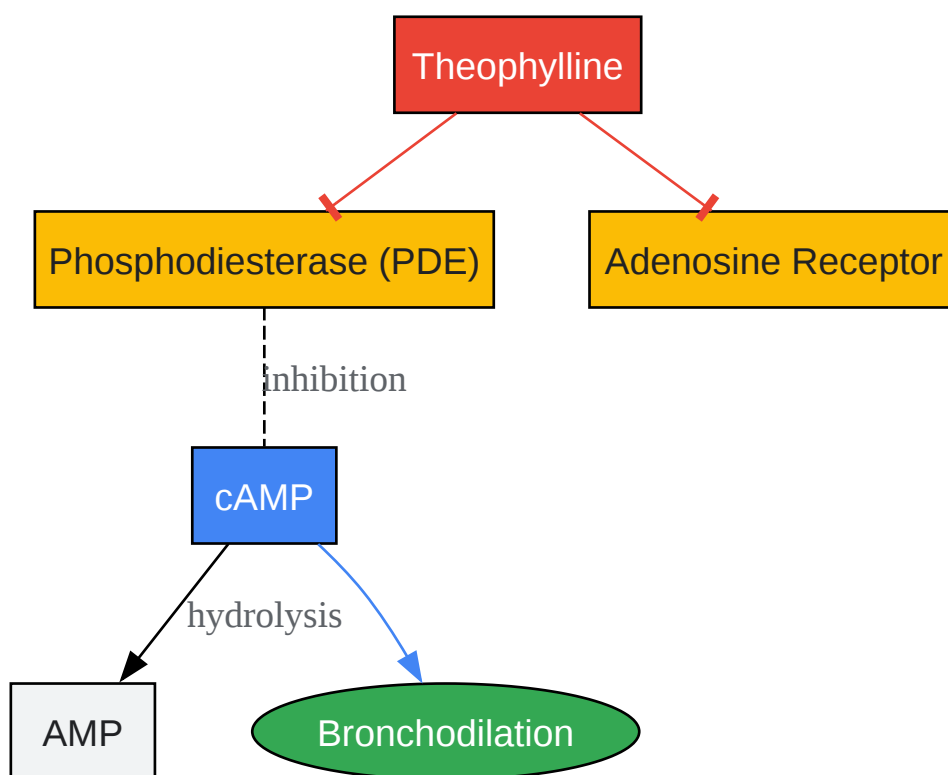 Theophylline
Phosphodiesterase (PDE)
Adenosine Receptor
inhibition
cAMP
hydrolysis
AMP
Bronchodilation